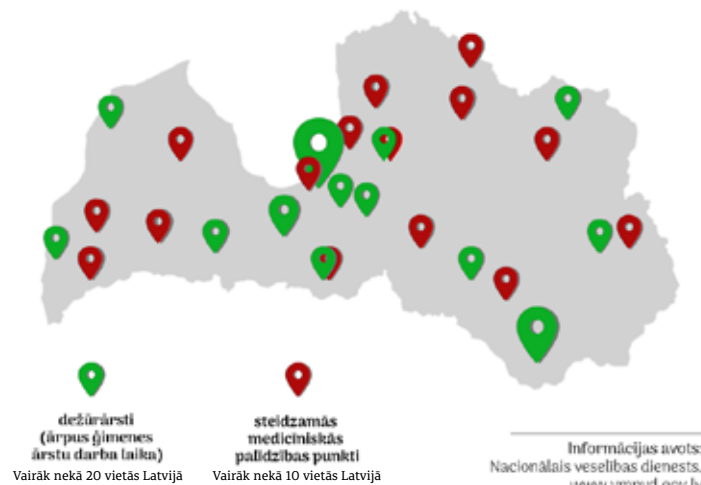 dežūrārsti
(ārpus ģimenes
ārstu darba laika)
Vairāk nekā 20 vietās Latvijā
steidzamās
medicīniskās
palīdzības punkti
Vairāk nekā 10 vietās Latvijā
Informācijas avots:
Nacionālais veselības dienests,